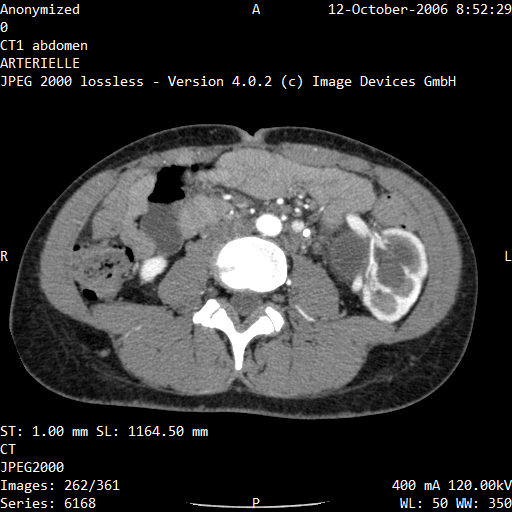 Anonymized A 12-October-2006 8:52:29
0
CT1 abdomen
ARTERIELLE
JPEG 2000 lossless - Version 4.0.2 (c) Image Devices GmbH
R L
ST: 1.00 mm SL: 1164.50 mm
CT
JPEG2000
Images: 262/361 400 mA 120.00kV
Series: 6168 P WL: 50 WW: 350